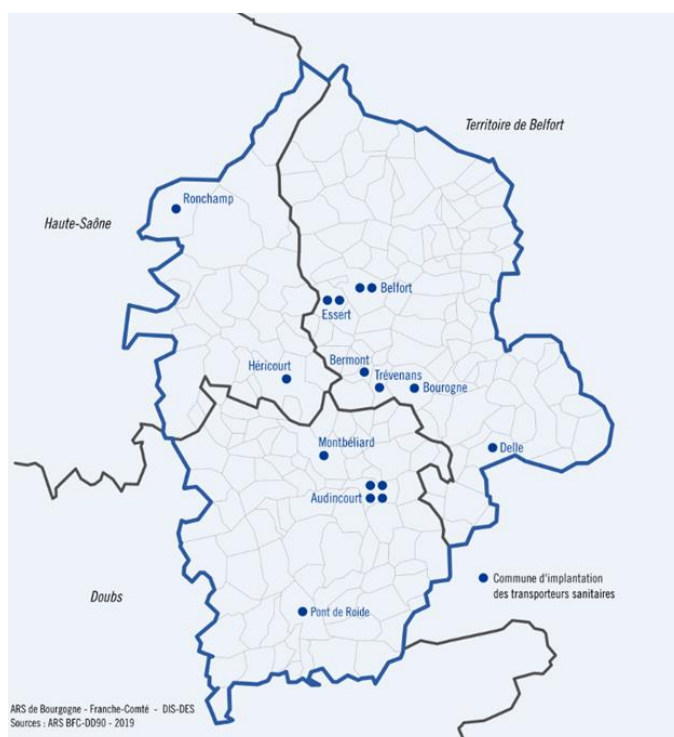 Territoire de Belfort
Ronchamp
Haute-Saône
Belfort
Essert
Bermont
Héricourt
Trévenans
Bourogne
Montbéliard
Delle
Audincourt
Commune d'implantation
des transporteurs sanitaires
Doubs
Pont de Roide
ARS de Bourgogne - Franche-Comté - DIS-DES
Sources : ARS BFC-DD90 - 2019